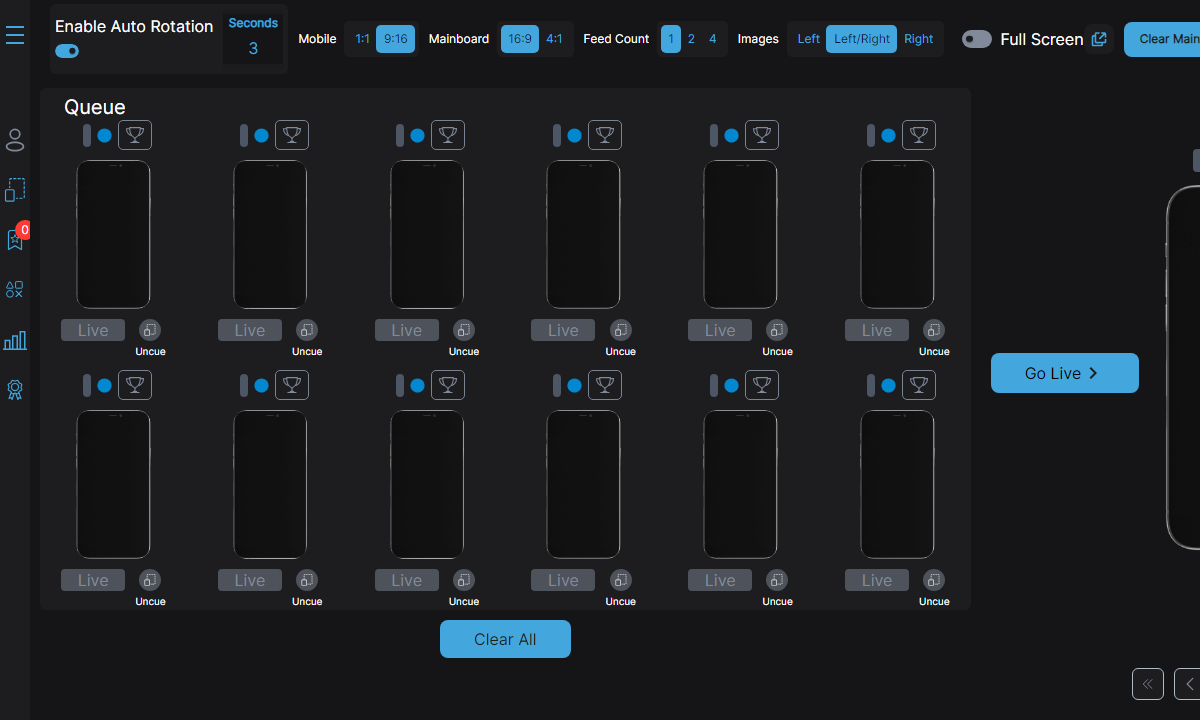 Enable Auto Rotation
Seconds
3
Mobile 1:1 9:16 Mainboard 16:9 4:1 Feed Count 1 2 4 Images Left Left/Right Right Full Screen Clear Main
Queue
0
Live Live Live Live Live Live
Uncue Uncue Uncue Uncue Uncue Uncue
Go Live
Live Live Live Live Live Live
Uncue Uncue Uncue Uncue Uncue Uncue
Clear All